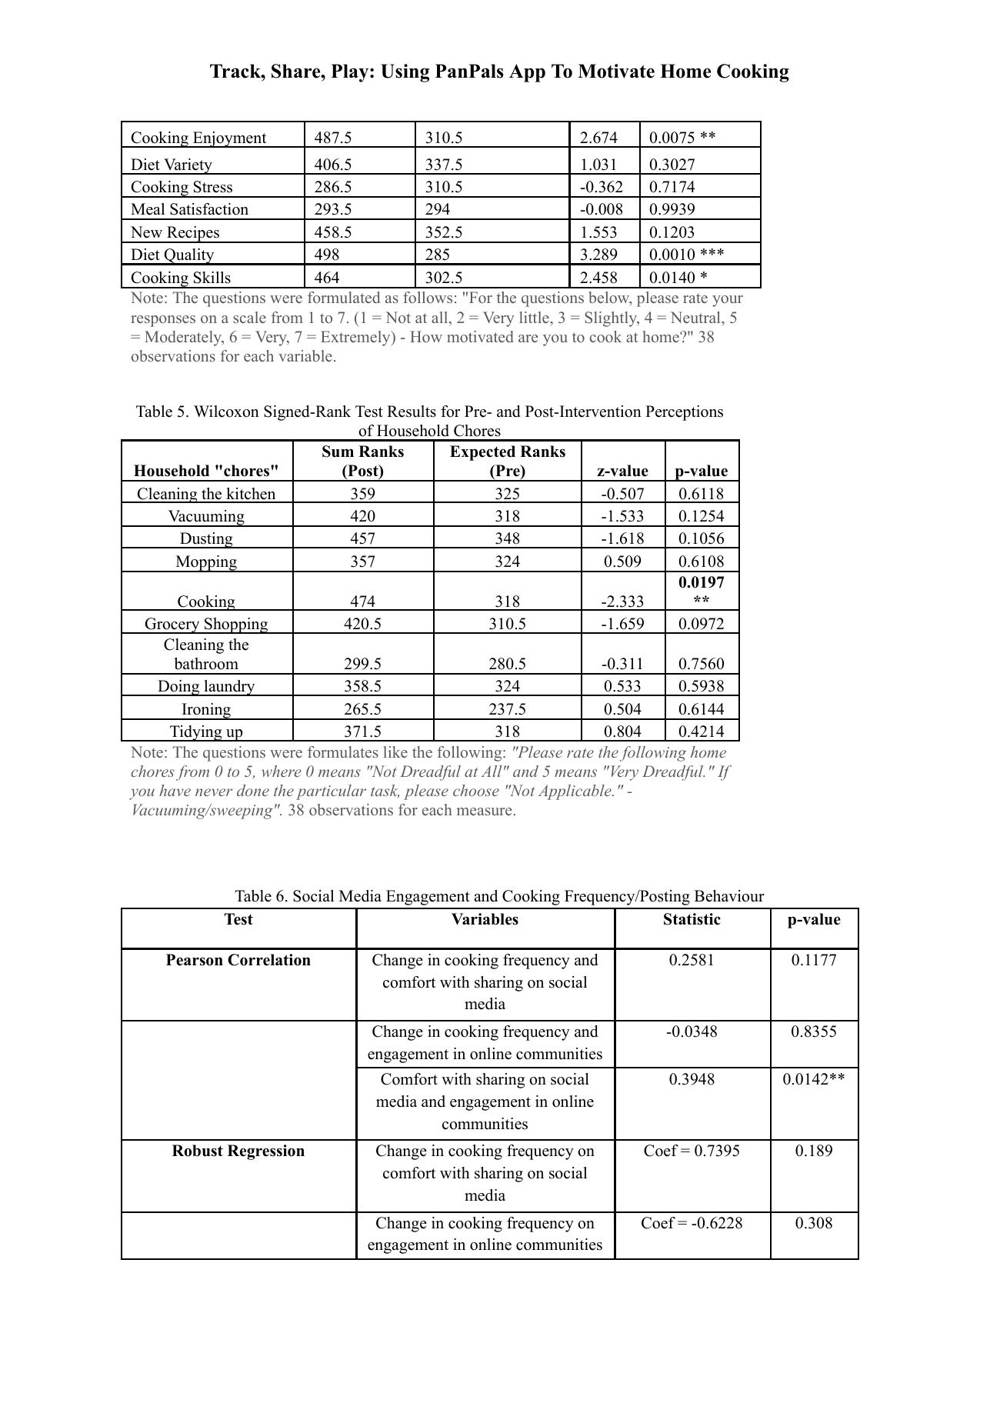 Track, Share, Play: Using PanPals App To Motivate Home Cooking
Cooking Enjoyment 487.5 310.5 2.674 0.0075 **
Diet Variety 406.5 337.5 1.031 0.3027
Cooking Stress 286.5 310.5 -0.362 0.7174
Meal Satisfaction 293.5 294 -0.008 0.9939
New Recipes 458.5 352.5 1.553 0.1203
Diet Quality 498 285 3.289 0.0010 ***
Cooking Skills 464 302.5 2.458 0.0140 *
Note: The questions were formulated as follows: "For the questions below, please rate your
responses on a scale from 1 to 7. (1 = Not at all, 2 = Very little, 3 = Slightly, 4 = Neutral, 5
= Moderately, 6 = Very, 7 = Extremely) - How motivated are you to cook at home?" 38
observations for each variable.
Table 5. Wilcoxon Signed-Rank Test Results for Pre- and Post-Intervention Perceptions
of Household Chores
Sum Ranks Expected Ranks
Household "chores" (Post) (Pre) z-value p-value
Cleaning the kitchen 359 325 -0.507 0.6118
Vacuuming 420 318 -1.533 0.1254
Dusting 457 348 -1.618 0.1056
Mopping 357 324 0.509 0.6108
0.0197
Cooking 474 318 -2.333 **
Grocery Shopping 420.5 310.5 -1.659 0.0972
Cleaning the
bathroom 299.5 280.5 -0.311 0.7560
Doing laundry 358.5 324 0.533 0.5938
Ironing 265.5 237.5 0.504 0.6144
Tidying up 371.5 318 0.804 0.4214
Note: The questions were formulates like the following: "Please rate the following home
chores from 0 to 5, where 0 means "Not Dreadful at All" and 5 means "Very Dreadful." If
you have never done the particular task, please choose "Not Applicable." -
Vacuuming/sweeping". 38 observations for each measure.
Table 6. Social Media Engagement and Cooking Frequency/Posting Behaviour
Test Variables Statistic p-value
Pearson Correlation Change in cooking frequency and 0.2581 0.1177
comfort with sharing on social
media
Change in cooking frequency and -0.0348 0.8355
engagement in online communities
Comfort with sharing on social 0.3948 0.0142**
media and engagement in online
communities
Robust Regression Change in cooking frequency on Coef = 0.7395 0.189
comfort with sharing on social
media
Change in cooking frequency on Coef = -0.6228 0.308
engagement in online communities